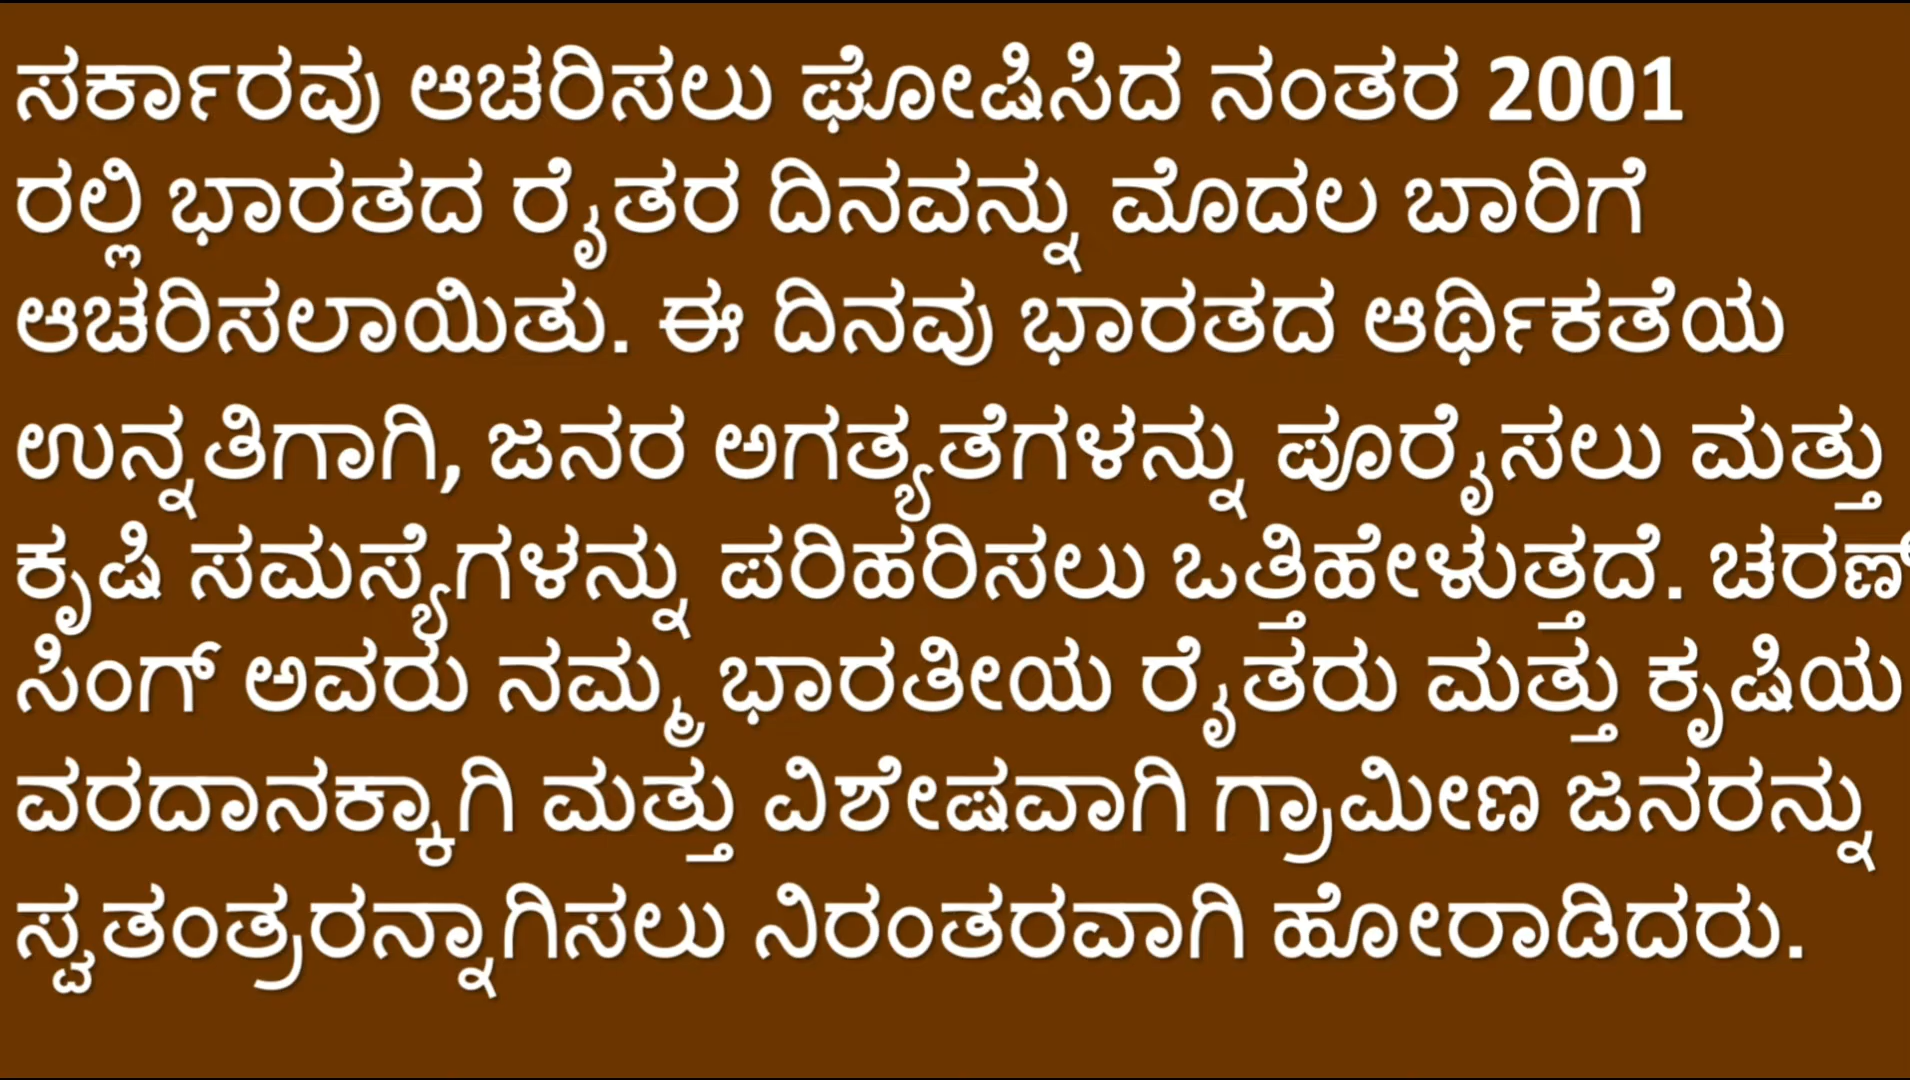 ಸರ್ಕಾರವು ಆಚರಿಸಲು ಘೋಷಿಸಿದ ನಂತರ 2001
ರಲ್ಲಿ ಭಾರತದ ರೈತರ ದಿನವನ್ನು ಮೊದಲ ಬಾರಿಗೆ
ಆಚರಿಸಲಾಯಿತು. ಈ ದಿನವು ಭಾರತದ ಆರ್ಥಿಕತೆಯ
ಉನ್ನತಿಗಾಗಿ, ಜನರ ಅಗತ್ಯತೆಗಳನ್ನು ಪೂರೈಸಲು ಮತ್ತು
ಕೃಷಿ ಸಮಸ್ಯೆಗಳನ್ನು ಪರಿಹರಿಸಲು ಒತ್ತಿಹೇಳುತ್ತದೆ. ಚರಣ್
ಸಿಂಗ್ ಅವರು ನಮ್ಮ ಭಾರತೀಯ ರೈತರು ಮತ್ತು ಕೃಷಿಯ
ವರದಾನಕ್ಕಾಗಿ ಮತ್ತು ವಿಶೇಷವಾಗಿ ಗ್ರಾಮೀಣ ಜನರನ್ನು
ಸ್ವತಂತ್ರರನ್ನಾಗಿಸಲು ನಿರಂತರವಾಗಿ ಹೋರಾಡಿದರು.